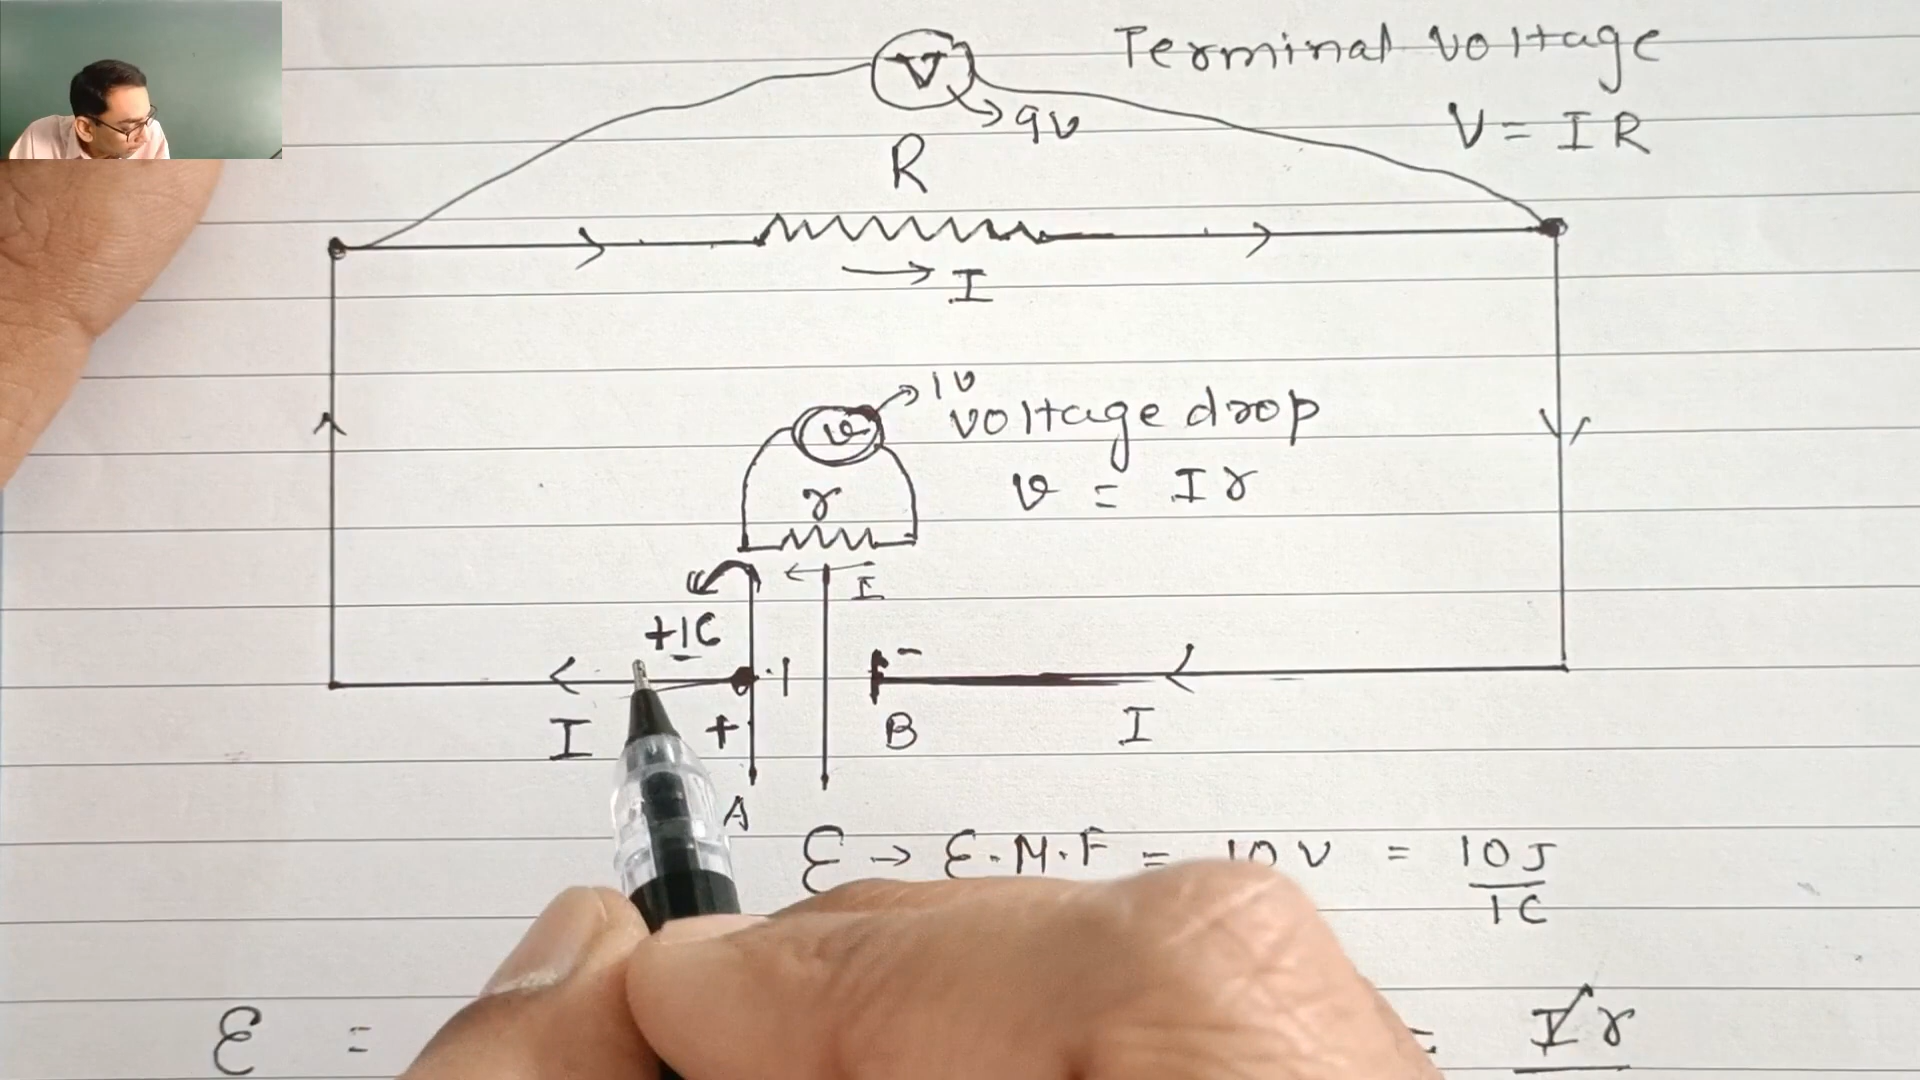 V
Terminal voltage
9v
V = IR
R
I
1v
v
voltage drop
r
v = Ir
I
+1C
-
I
+
B
I
A
Ɛ → E.M.F = 10 V = 10J
1C
Ɛ =
= Ir